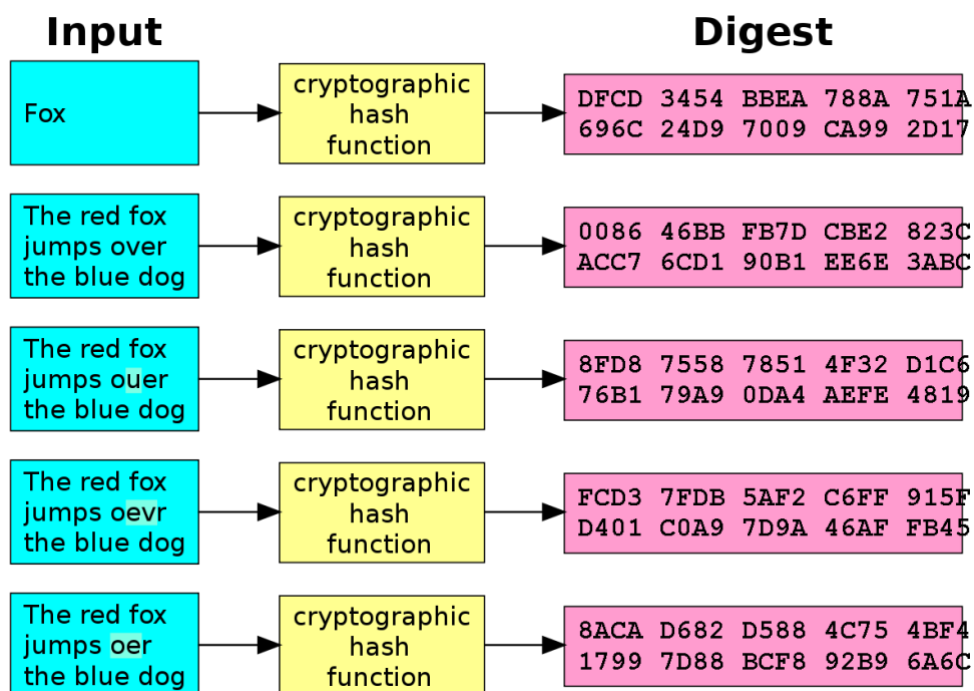 Input
Digest
Fox
cryptographic
hash
function
DFCD 3454 BBEA 788A 751A
696C 24D9 7009 CA99 2D17
The red fox
jumps over
the blue dog
cryptographic
hash
function
0086 46BB FB7D CBE2 823C
ACC7 6CD1 90B1 EE6E 3ABC
The red fox
jumps ouer
the blue dog
cryptographic
hash
function
8FD8 7558 7851 4F32 D1C6
76B1 79A9 0DA4 AEFE 4819
The red fox
jumps oevr
the blue dog
cryptographic
hash
function
FCD3 7FDB 5AF2 C6FF 915F
D401 C0A9 7D9A 46AF FB45
The red fox
jumps oer
the blue dog
cryptographic
hash
function
8ACA D682 D588 4C75 4BF4
1799 7D88 BCF8 92B9 6A6C